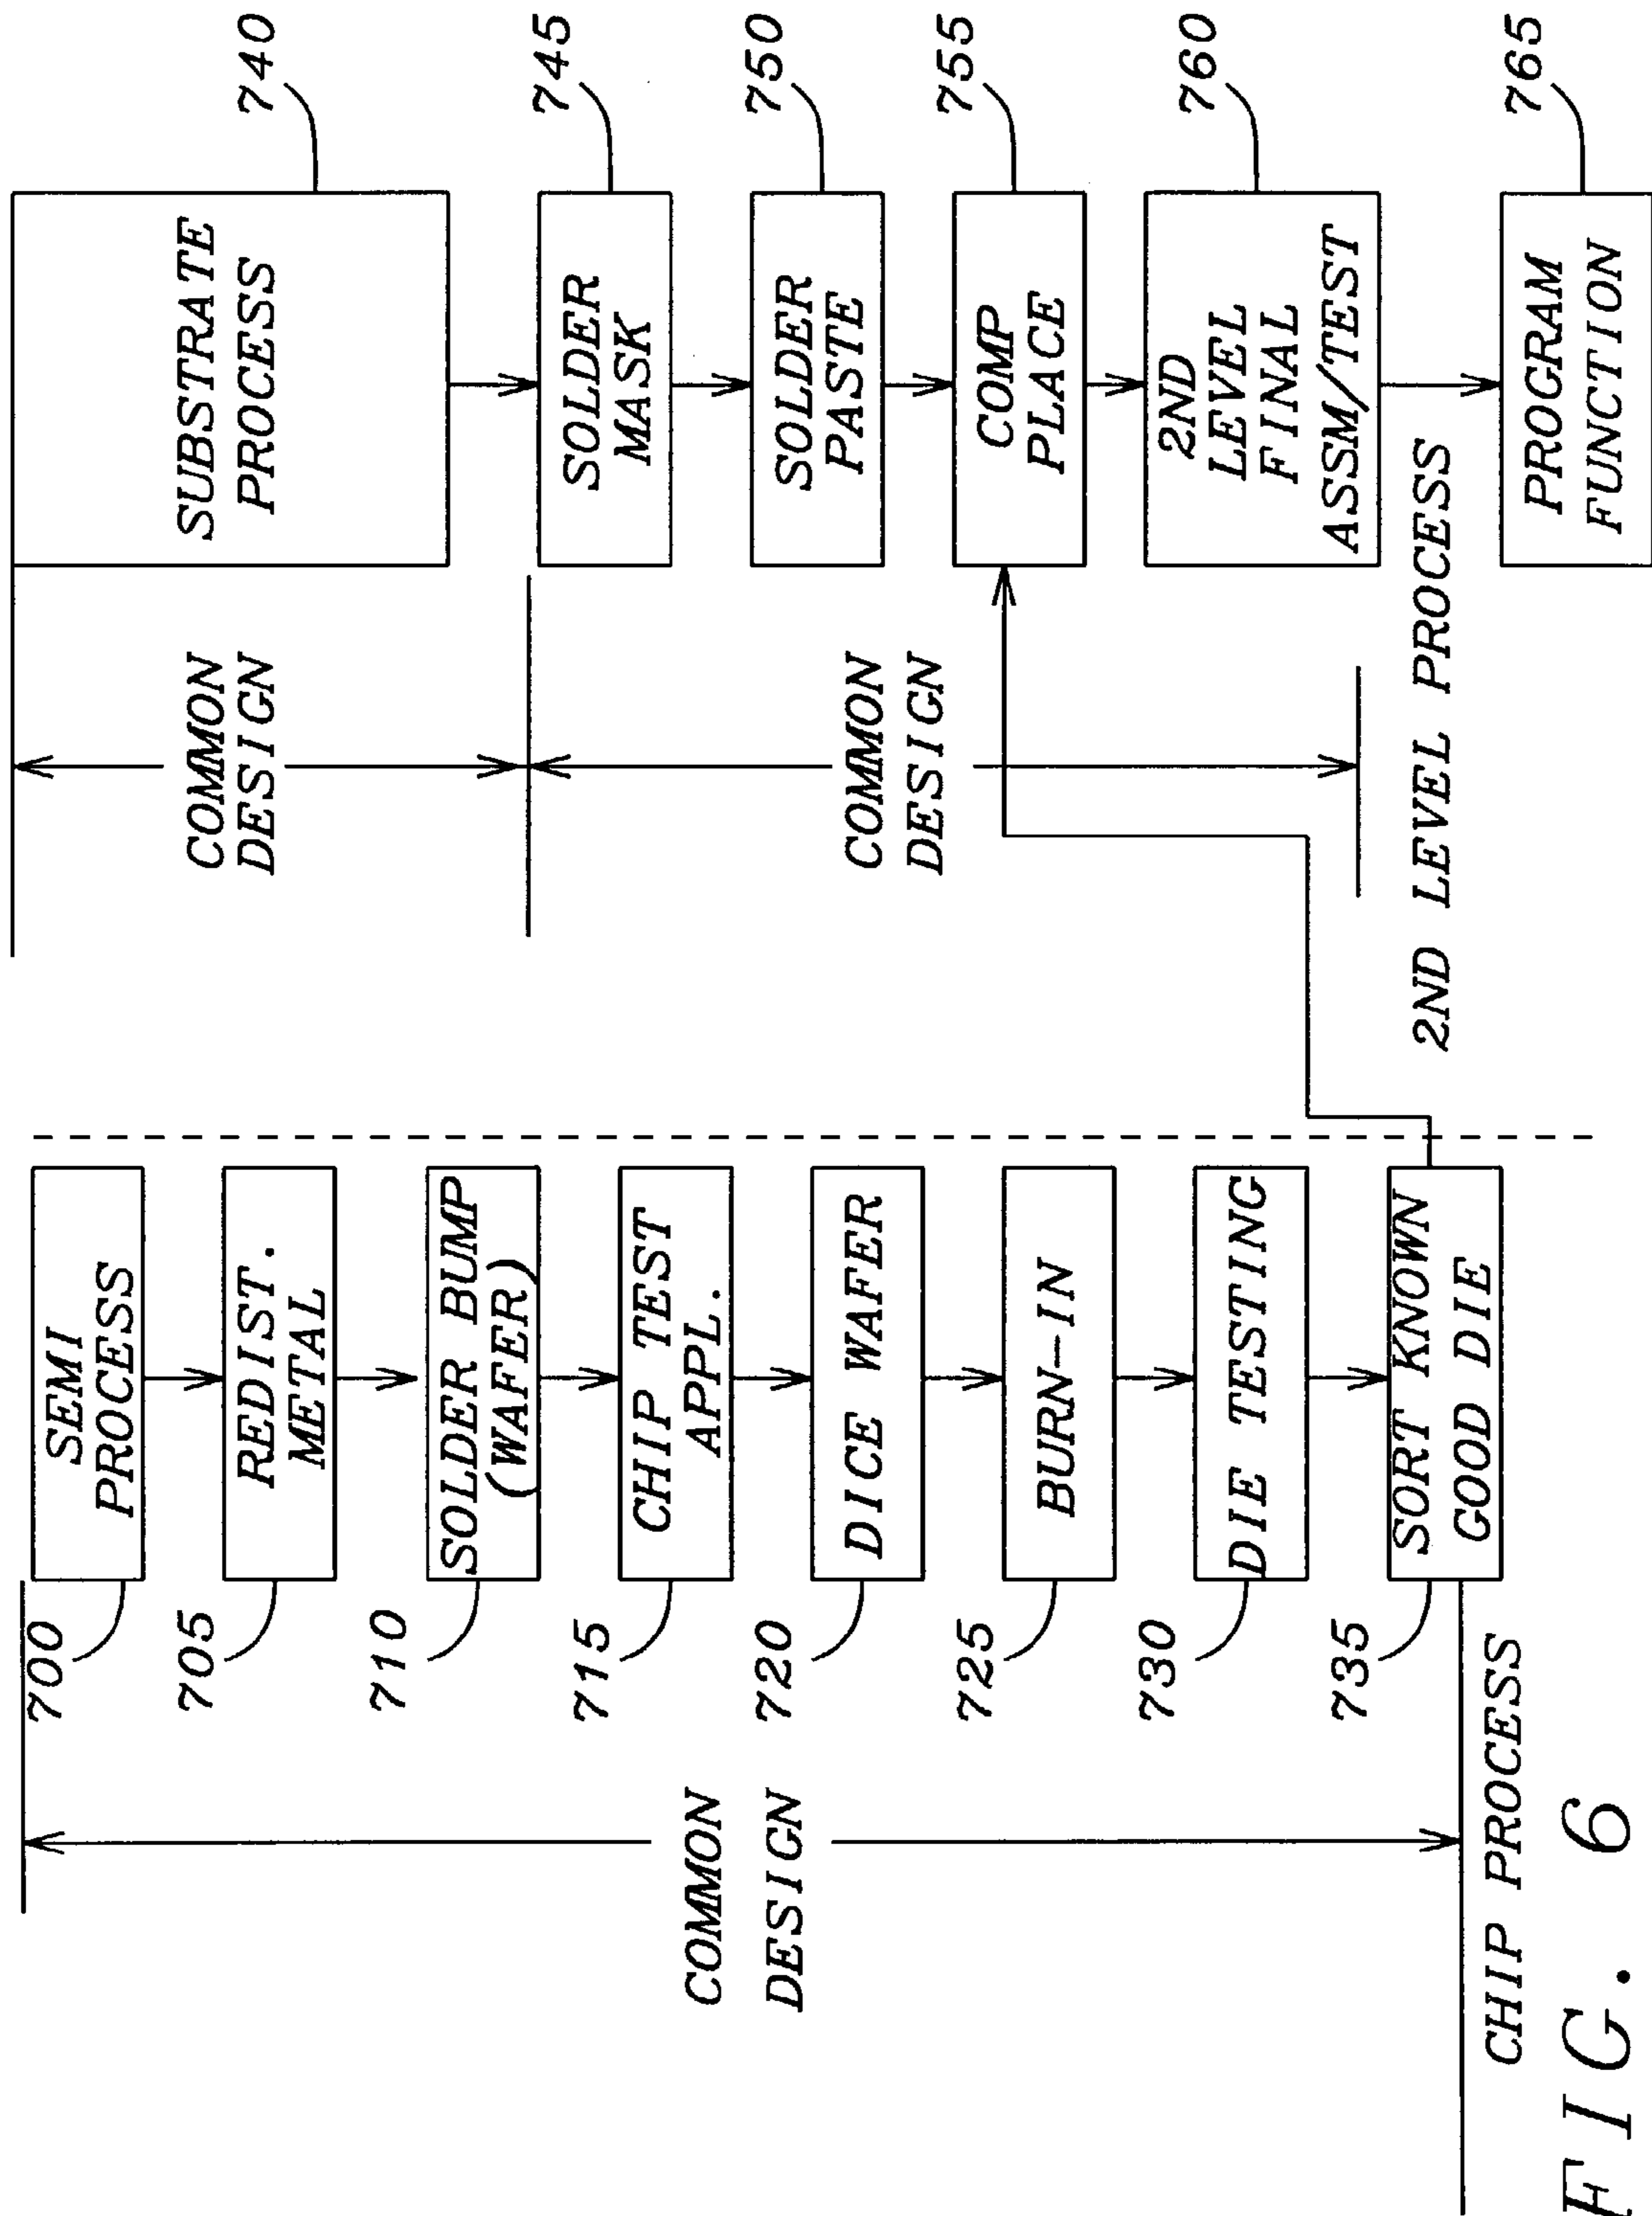 700
SEMI
PROCESS
705
REDIST.
METAL
710
SOLDER BUMP
(WAFER)
715
CHIP TEST
APPL.
720
DICE WAFER
725
BURN-IN
730
DIE TESTING
735
SORT KNOWN
GOOD DIE
COMMON
DESIGN
CHIP PROCESS
COMMON
DESIGN
COMMON
DESIGN
SUBSTRATE
PROCESS
740
SOLDER
MASK
745
SOLDER
PASTE
750
COMP
PLACE
755
2ND
LEVEL
FINAL
ASSM/TEST
760
2ND LEVEL PROCESS
PROGRAM
FUNCTION
765
FIG. 6